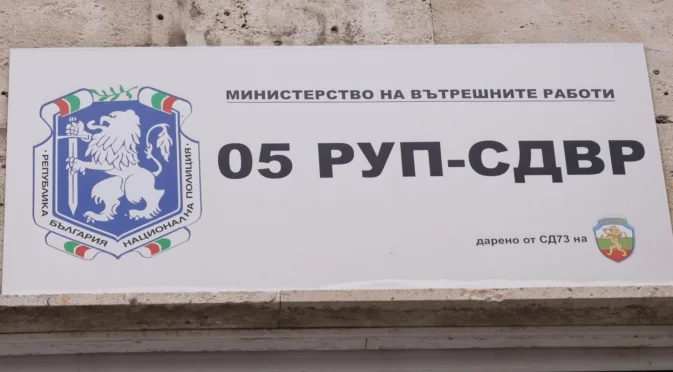 МИНИСТЕРСТВО НА ВЪТРЕШНИТЕ РАБОТИ
05 РУП-СДВР
· РЕПУБЛИКА БЪЛГАРИЯ НАЦИОНАЛНА ПОЛИЦИЯ ·
дарено от СД73 на